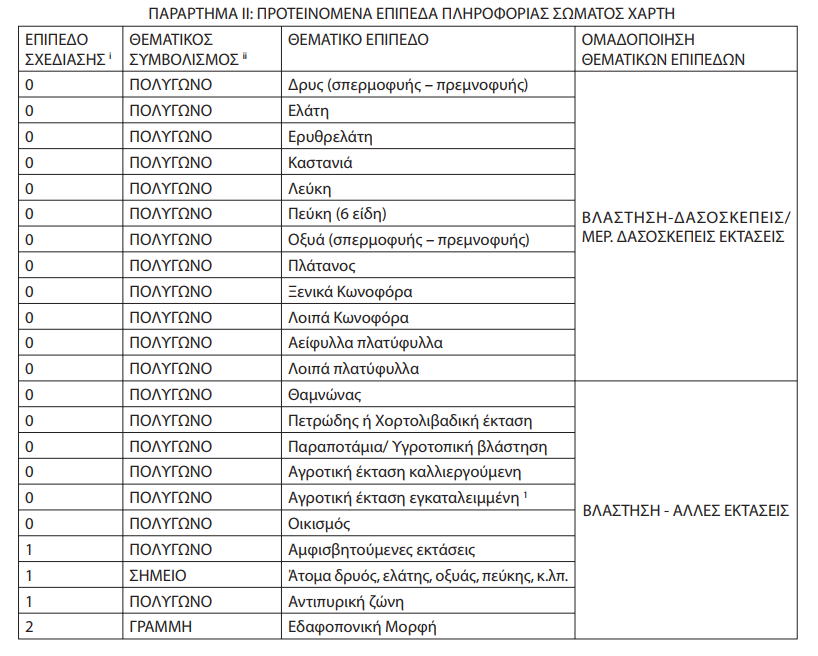 ΠΑΡΑΡΤΗΜΑ ΙΙ: ΠΡΟΤΕΙΝΟΜΕΝΑ ΕΠΙΠΕΔΑ ΠΛΗΡΟΦΟΡΙΑΣ ΣΩΜΑΤΟΣ ΧΑΡΤΗ
ΕΠΙΠΕΔΟ ΣΧΕΔΙΑΣΗΣ i ΘΕΜΑΤΙΚΟΣ ΣΥΜΒΟΛΙΣΜΟΣ ii ΘΕΜΑΤΙΚΟ ΕΠΙΠΕΔΟ ΟΜΑΔΟΠΟΙΗΣΗ ΘΕΜΑΤΙΚΩΝ ΕΠΙΠΕΔΩΝ
0 ΠΟΛΥΓΩΝΟ Δρυς (σπερμοφυής – πρεμνοφυής)
0 ΠΟΛΥΓΩΝΟ Ελάτη
0 ΠΟΛΥΓΩΝΟ Ερυθρελάτη
0 ΠΟΛΥΓΩΝΟ Καστανιά
0 ΠΟΛΥΓΩΝΟ Λεύκη
0 ΠΟΛΥΓΩΝΟ Πεύκη (6 είδη)
0 ΠΟΛΥΓΩΝΟ Οξυά (σπερμοφυής – πρεμνοφυής)
0 ΠΟΛΥΓΩΝΟ Πλάτανος
0 ΠΟΛΥΓΩΝΟ Ξενικά Κωνοφόρα
0 ΠΟΛΥΓΩΝΟ Λοιπά Κωνοφόρα
0 ΠΟΛΥΓΩΝΟ Αείφυλλα πλατύφυλλα
0 ΠΟΛΥΓΩΝΟ Λοιπά πλατύφυλλα
ΒΛΑΣΤΗΣΗ-ΔΑΣΟΣΚΕΠΕΙΣ/
ΜΕΡ. ΔΑΣΟΣΚΕΠΕΙΣ ΕΚΤΑΣΕΙΣ
0 ΠΟΛΥΓΩΝΟ Θαμνώνας
0 ΠΟΛΥΓΩΝΟ Πετρώδης ή Χορτολιβαδική έκταση
0 ΠΟΛΥΓΩΝΟ Παραποτάμια/ Υγροτοπική βλάστηση
0 ΠΟΛΥΓΩΝΟ Αγροτική έκταση καλλιεργούμενη
0 ΠΟΛΥΓΩΝΟ Αγροτική έκταση εγκαταλειμμένη 1
0 ΠΟΛΥΓΩΝΟ Οικισμός
1 ΠΟΛΥΓΩΝΟ Αμφισβητούμενες εκτάσεις
1 ΣΗΜΕΙΟ Άτομα δρυός, ελάτης, οξυάς, πεύκης, κ.λπ.
1 ΠΟΛΥΓΩΝΟ Αντιπυρική ζώνη
2 ΓΡΑΜΜΗ Εδαφοπονική Μορφή
ΒΛΑΣΤΗΣΗ - ΑΛΛΕΣ ΕΚΤΑΣΕΙΣ